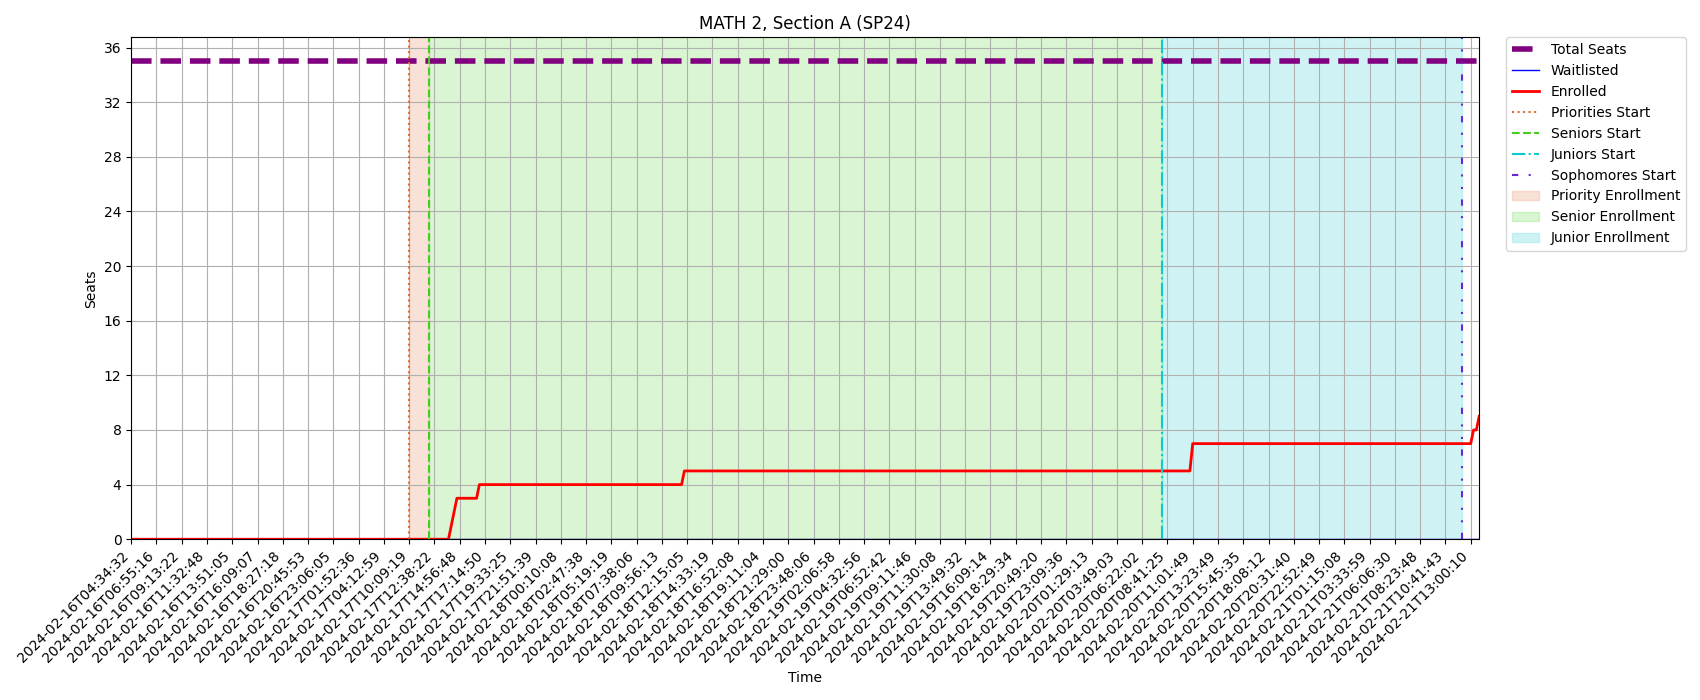 MATH 2, Section A (SP24)
Seats
36
32
28
24
20
16
12
8
4
0
2024-02-16T04:34:32
2024-02-16T06:55:16
2024-02-16T09:13:22
2024-02-16T11:32:48
2024-02-16T13:51:05
2024-02-16T16:09:07
2024-02-16T18:27:18
2024-02-16T20:45:53
2024-02-16T23:06:05
2024-02-17T01:52:36
2024-02-17T04:12:59
2024-02-17T10:09:19
2024-02-17T12:38:22
2024-02-17T14:56:48
2024-02-17T17:14:50
2024-02-17T19:33:25
2024-02-17T21:51:39
2024-02-18T00:10:08
2024-02-18T02:47:38
2024-02-18T05:19:19
2024-02-18T07:38:06
2024-02-18T09:56:13
2024-02-18T12:15:05
2024-02-18T14:33:19
2024-02-18T16:52:08
2024-02-18T19:11:04
2024-02-18T21:29:00
2024-02-18T23:48:06
2024-02-19T02:06:58
2024-02-19T04:32:56
2024-02-19T06:52:42
2024-02-19T09:11:46
2024-02-19T11:30:08
2024-02-19T13:49:32
2024-02-19T16:09:14
2024-02-19T18:29:34
2024-02-19T20:49:20
2024-02-19T23:09:36
2024-02-20T01:29:13
2024-02-20T03:49:03
2024-02-20T06:22:02
2024-02-20T08:41:25
2024-02-20T11:01:49
2024-02-20T13:23:49
2024-02-20T15:45:35
2024-02-20T18:08:12
2024-02-20T20:31:40
2024-02-20T22:52:49
2024-02-21T01:15:08
2024-02-21T03:33:59
2024-02-21T06:06:30
2024-02-21T08:23:48
2024-02-21T10:41:43
2024-02-21T13:00:10
Time
Total Seats
Waitlisted
Enrolled
Priorities Start
Seniors Start
Juniors Start
Sophomores Start
Priority Enrollment
Senior Enrollment
Junior Enrollment